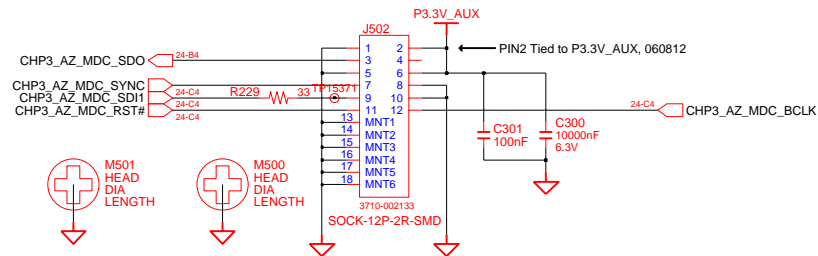 P3.3V_AUX
J502
CHP3_AZ_MDC_SDO 24-B4 1 2 PIN2 Tied to P3.3V_AUX, 060812
3 4
5 6
CHP3_AZ_MDC_SYNC 24-C4 7 8
CHP3_AZ_MDC_SDI1 24-C4 R229 33 TP15371 9 10
CHP3_AZ_MDC_RST# 24-C4 11 12 24-C4 CHP3_AZ_MDC_BCLK
13 MNT1
14 MNT2
15 MNT3
16 MNT4
17 MNT5
18 MNT6
C301
100nF
C300
10000nF
6.3V
M501
HEAD
DIA
LENGTH
M500
HEAD
DIA
LENGTH
3710-002133
SOCK-12P-2R-SMD